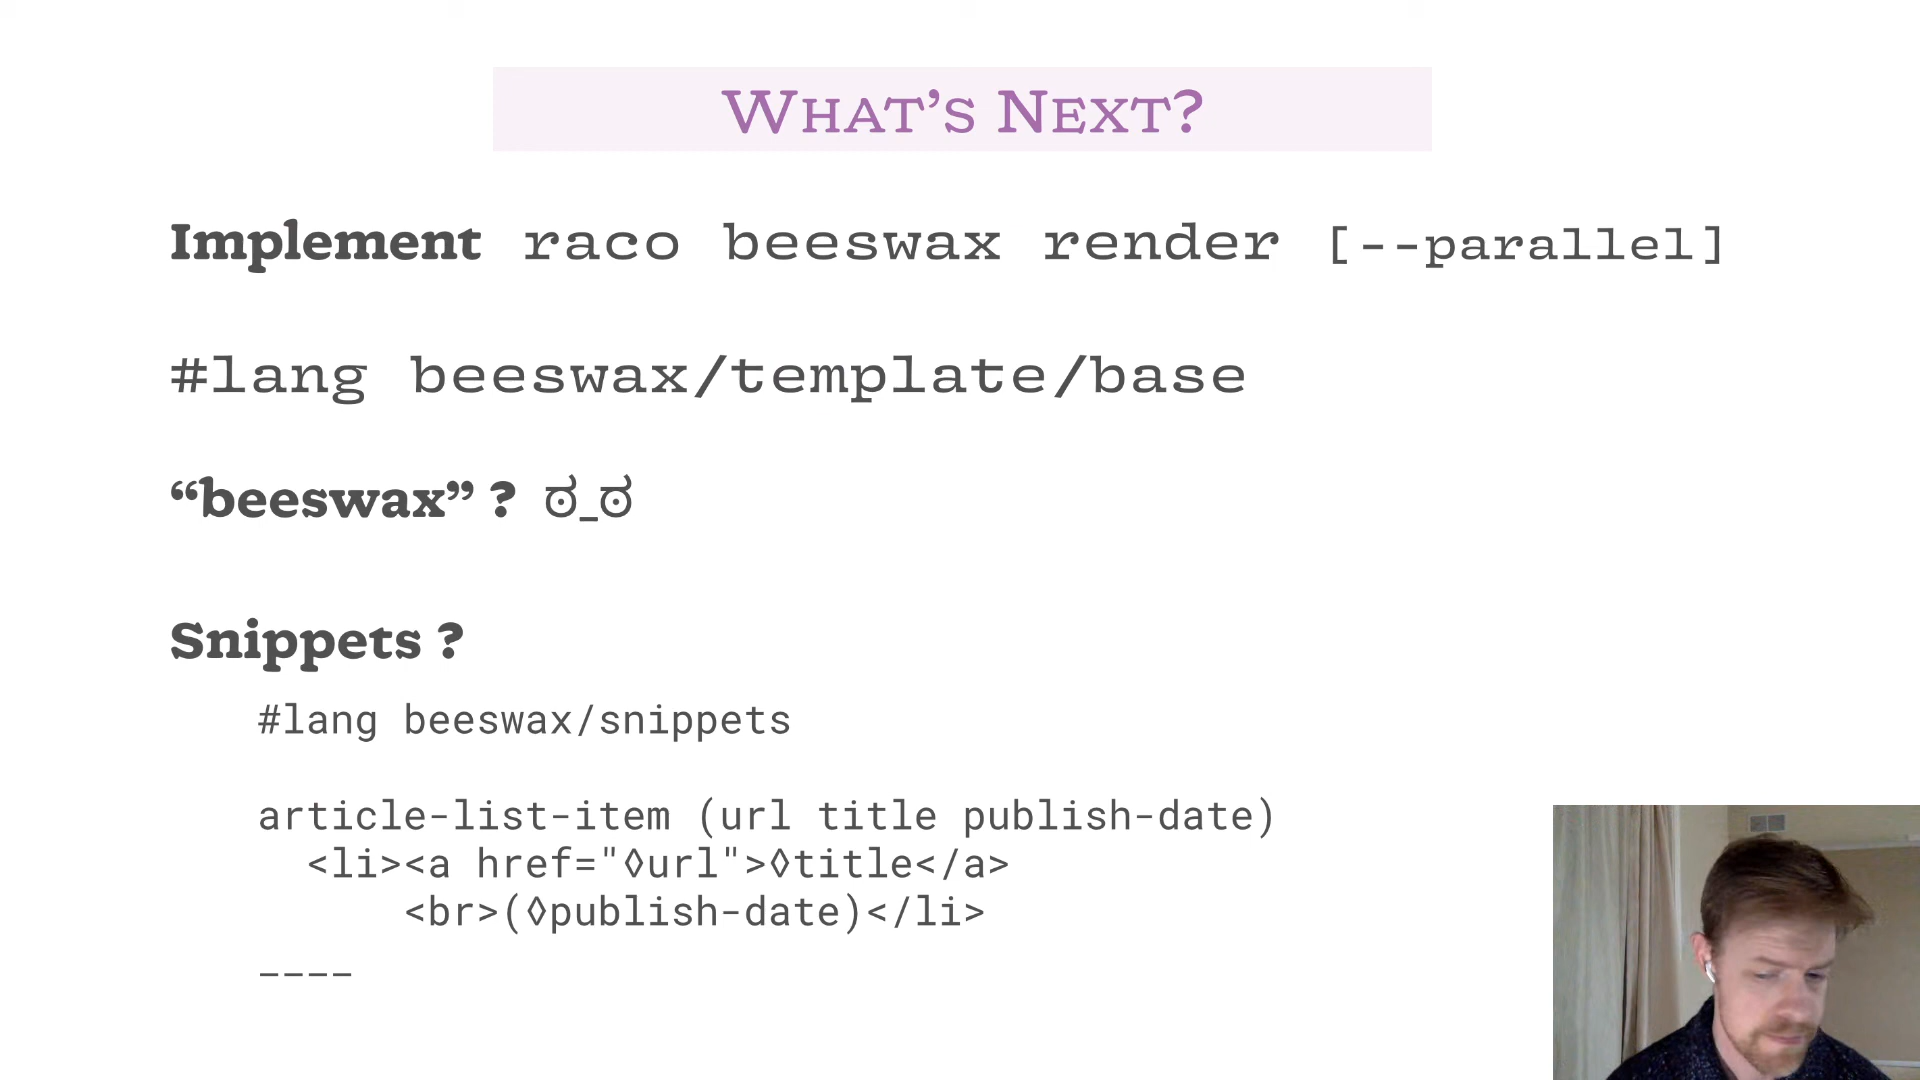 What's Next?
Implement raco beeswax render [--parallel]
#lang beeswax/template/base
“beeswax” ? ಠ_ಠ
Snippets ?
#lang beeswax/snippets
article-list-item (url title publish-date)
<li><a href="◊url">◊title</a>
<br>(◊publish-date)</li>
----